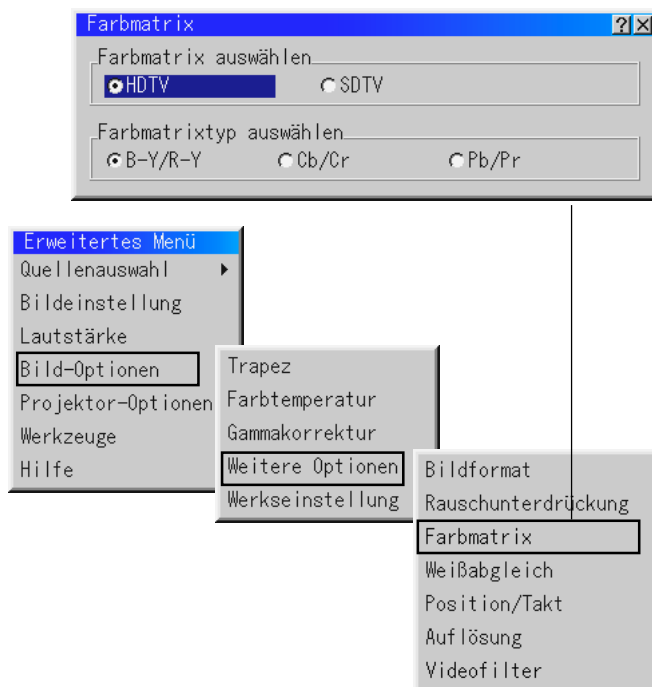 Farbmatrix
Farbmatrix auswählen
HDTV SDTV
Farbmatrixtyp auswählen
B-Y/R-Y Cb/Cr Pb/Pr
Erweitertes Menü
Quellenauswahl
Bildeinstellung
Lautstärke
Bild-Optionen
Projektor-Optionen
Werkzeuge
Hilfe
Trapez
Farbtemperatur
Gammakorrektur
Weitere Optionen
Werkseinstellung
Bildformat
Rauschunterdrückung
Farbmatrix
Weißabgleich
Position/Takt
Auflösung
Videofilter